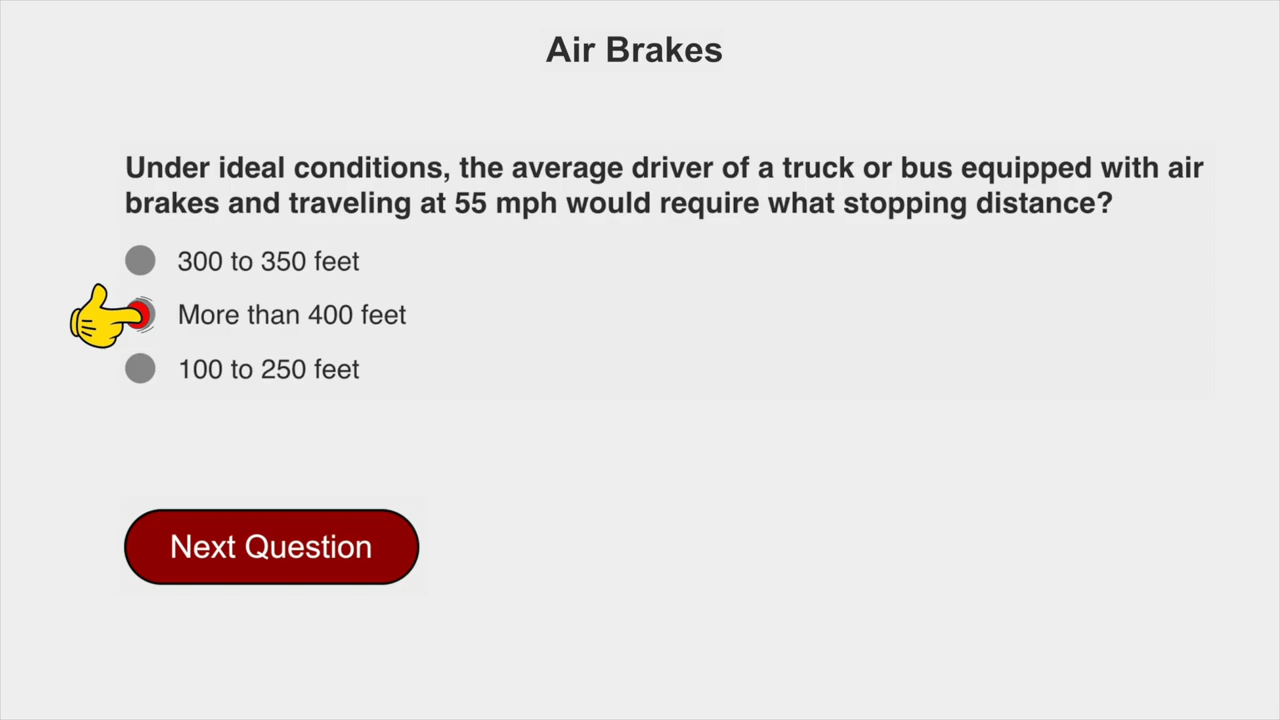 Air Brakes
Under ideal conditions, the average driver of a truck or bus equipped with air
brakes and traveling at 55 mph would require what stopping distance?
300 to 350 feet
More than 400 feet
100 to 250 feet
Next Question